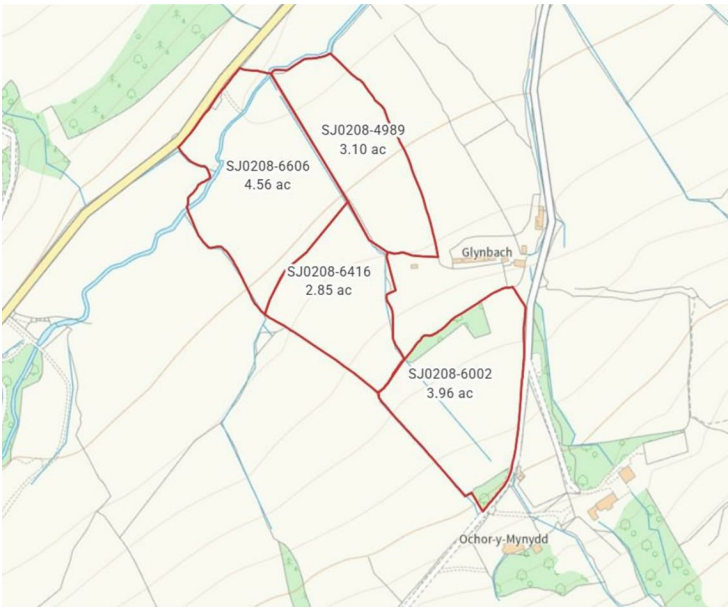 SJ0208-4989
3.10 ac
SJ0208-6606
4.56 ac
Glynbach
SJ0208-6416
2.85 ac
SJ0208-6002
3.96 ac
Ochor-y-Mynydd